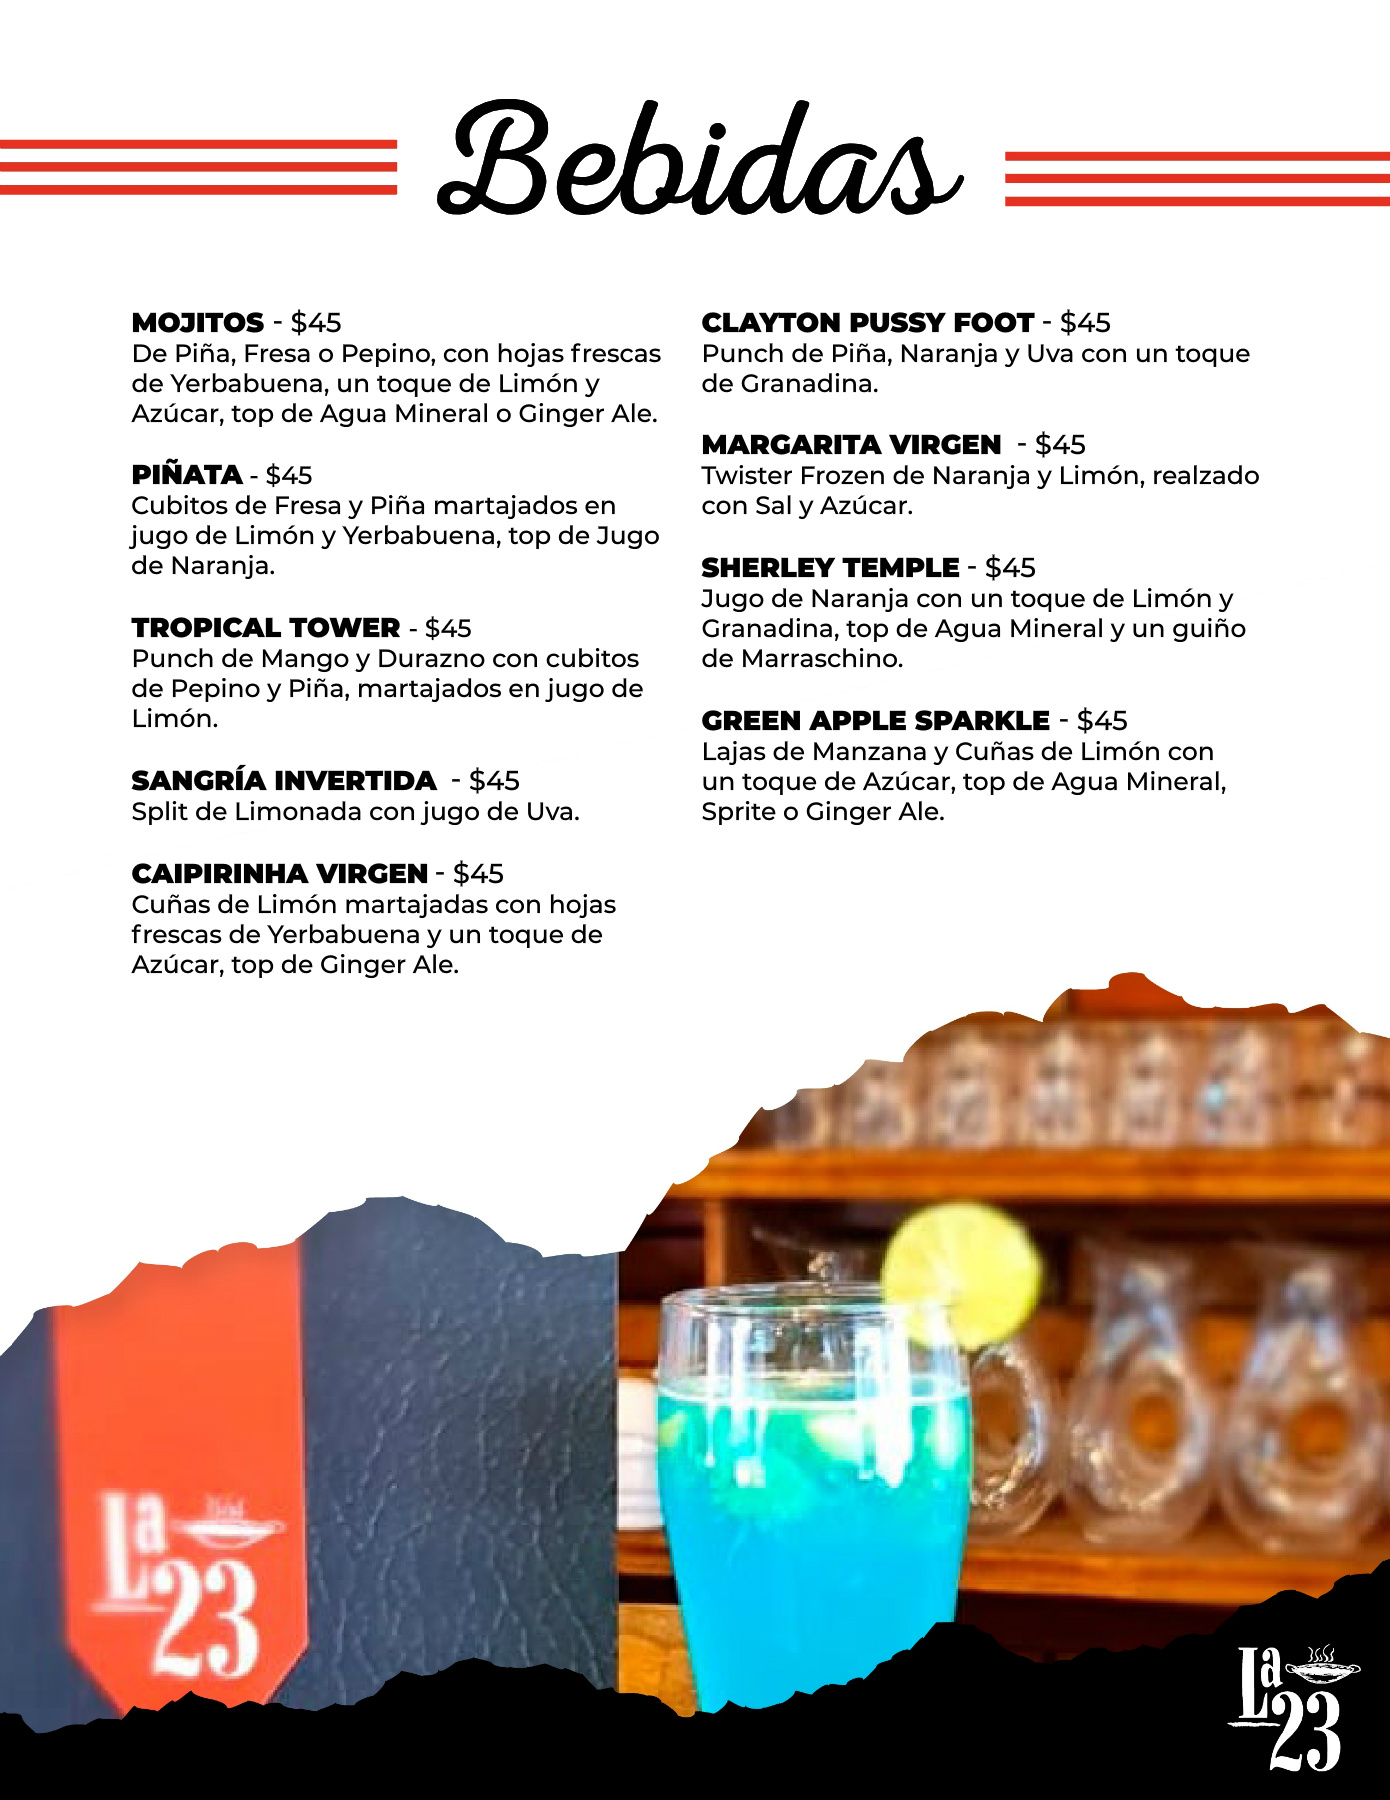 Bebidas
MOJITOS - $45
De Piña, Fresa o Pepino, con hojas frescas
de Yerbabuena, un toque de Limón y
Azúcar, top de Agua Mineral o Ginger Ale.
PIÑATA - $45
Cubitos de Fresa y Piña martajados en
jugo de Limón y Yerbabuena, top de Jugo
de Naranja.
TROPICAL TOWER - $45
Punch de Mango y Durazno con cubitos
de Pepino y Piña, martajados en jugo de
Limón.
SANGRÍA INVERTIDA - $45
Split de Limonada con jugo de Uva.
CAIPIRINHA VIRGEN - $45
Cuñas de Limón martajadas con hojas
frescas de Yerbabuena y un toque de
Azúcar, top de Ginger Ale.
CLAYTON PUSSY FOOT - $45
Punch de Piña, Naranja y Uva con un toque
de Granadina.
MARGARITA VIRGEN - $45
Twister Frozen de Naranja y Limón, realzado
con Sal y Azúcar.
SHERLEY TEMPLE - $45
Jugo de Naranja con un toque de Limón y
Granadina, top de Agua Mineral y un guiño
de Marraschino.
GREEN APPLE SPARKLE - $45
Lajas de Manzana y Cuñas de Limón con
un toque de Azúcar, top de Agua Mineral,
Sprite o Ginger Ale.
La
23
La
23